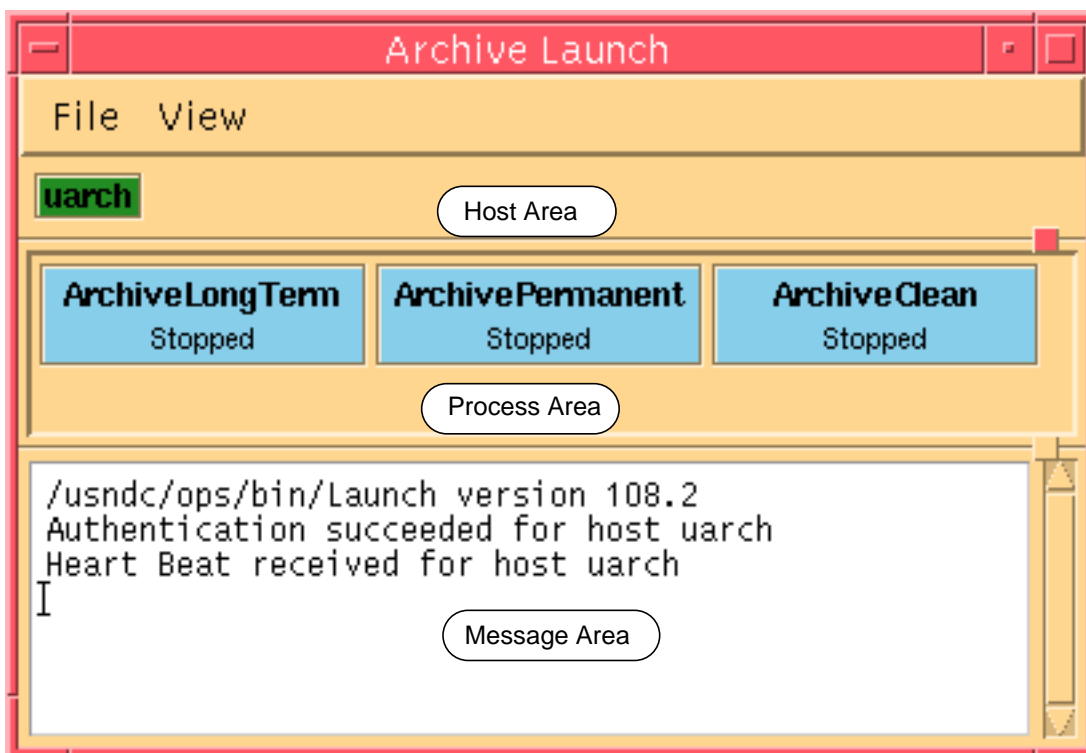 Archive Launch
File View
uarch
Host Area
ArchiveLongTerm ArchivePermanent ArchiveClean
Stopped Stopped Stopped
Process Area
/usndc/ops/bin/Launch version 108.2
Authentication succeeded for host uarch
Heart Beat received for host uarch
Message Area